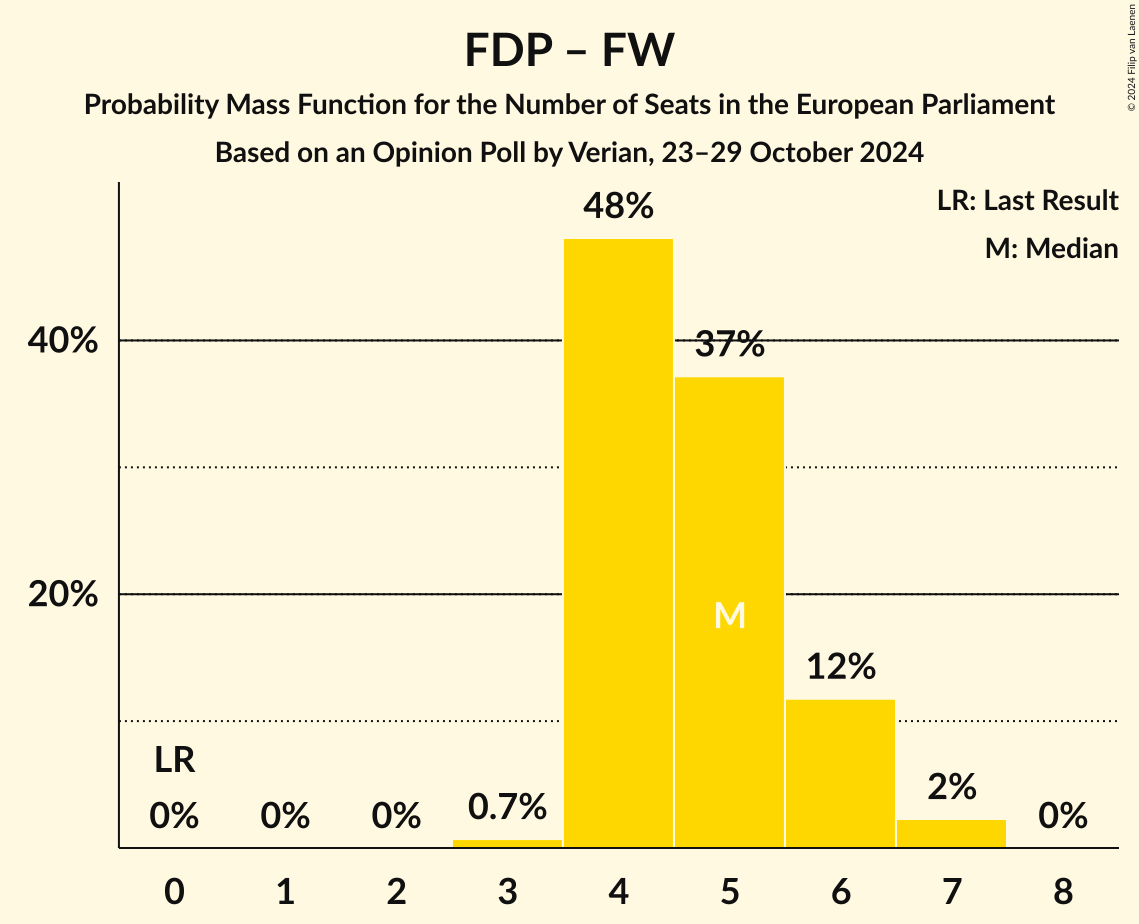 FDP – FW
Probability Mass Function for the Number of Seats in the European Parliament
Based on an Opinion Poll by Verian, 23–29 October 2024
© 2024 Filip van Laenen
LR: Last Result
M: Median
48%
40%
37%
20%
M
12%
LR
0%
0%
0%
0.7%
2%
0%
0 1 2 3 4 5 6 7 8